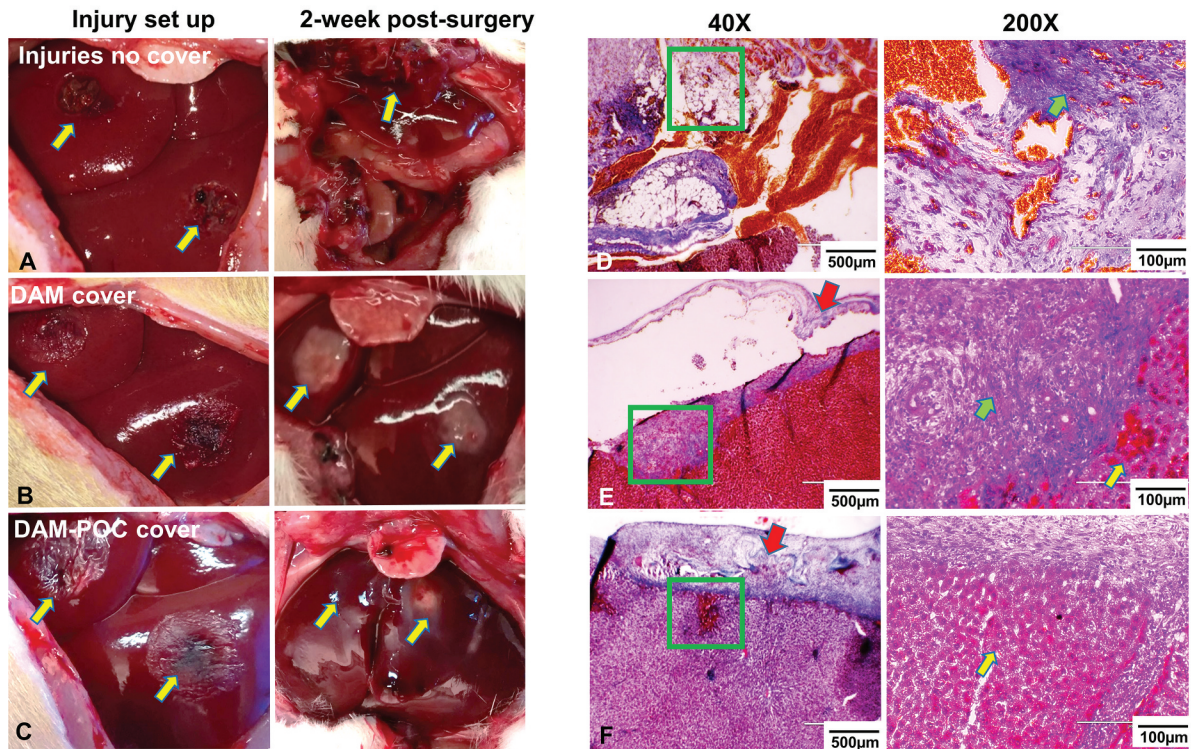 Injury set up
2-week post-surgery
40X
200X
Injuries no cover
A
D
500µm
100µm
DAM cover
B
E
500µm
100µm
DAM-POC cover
C
F
500µm
100µm